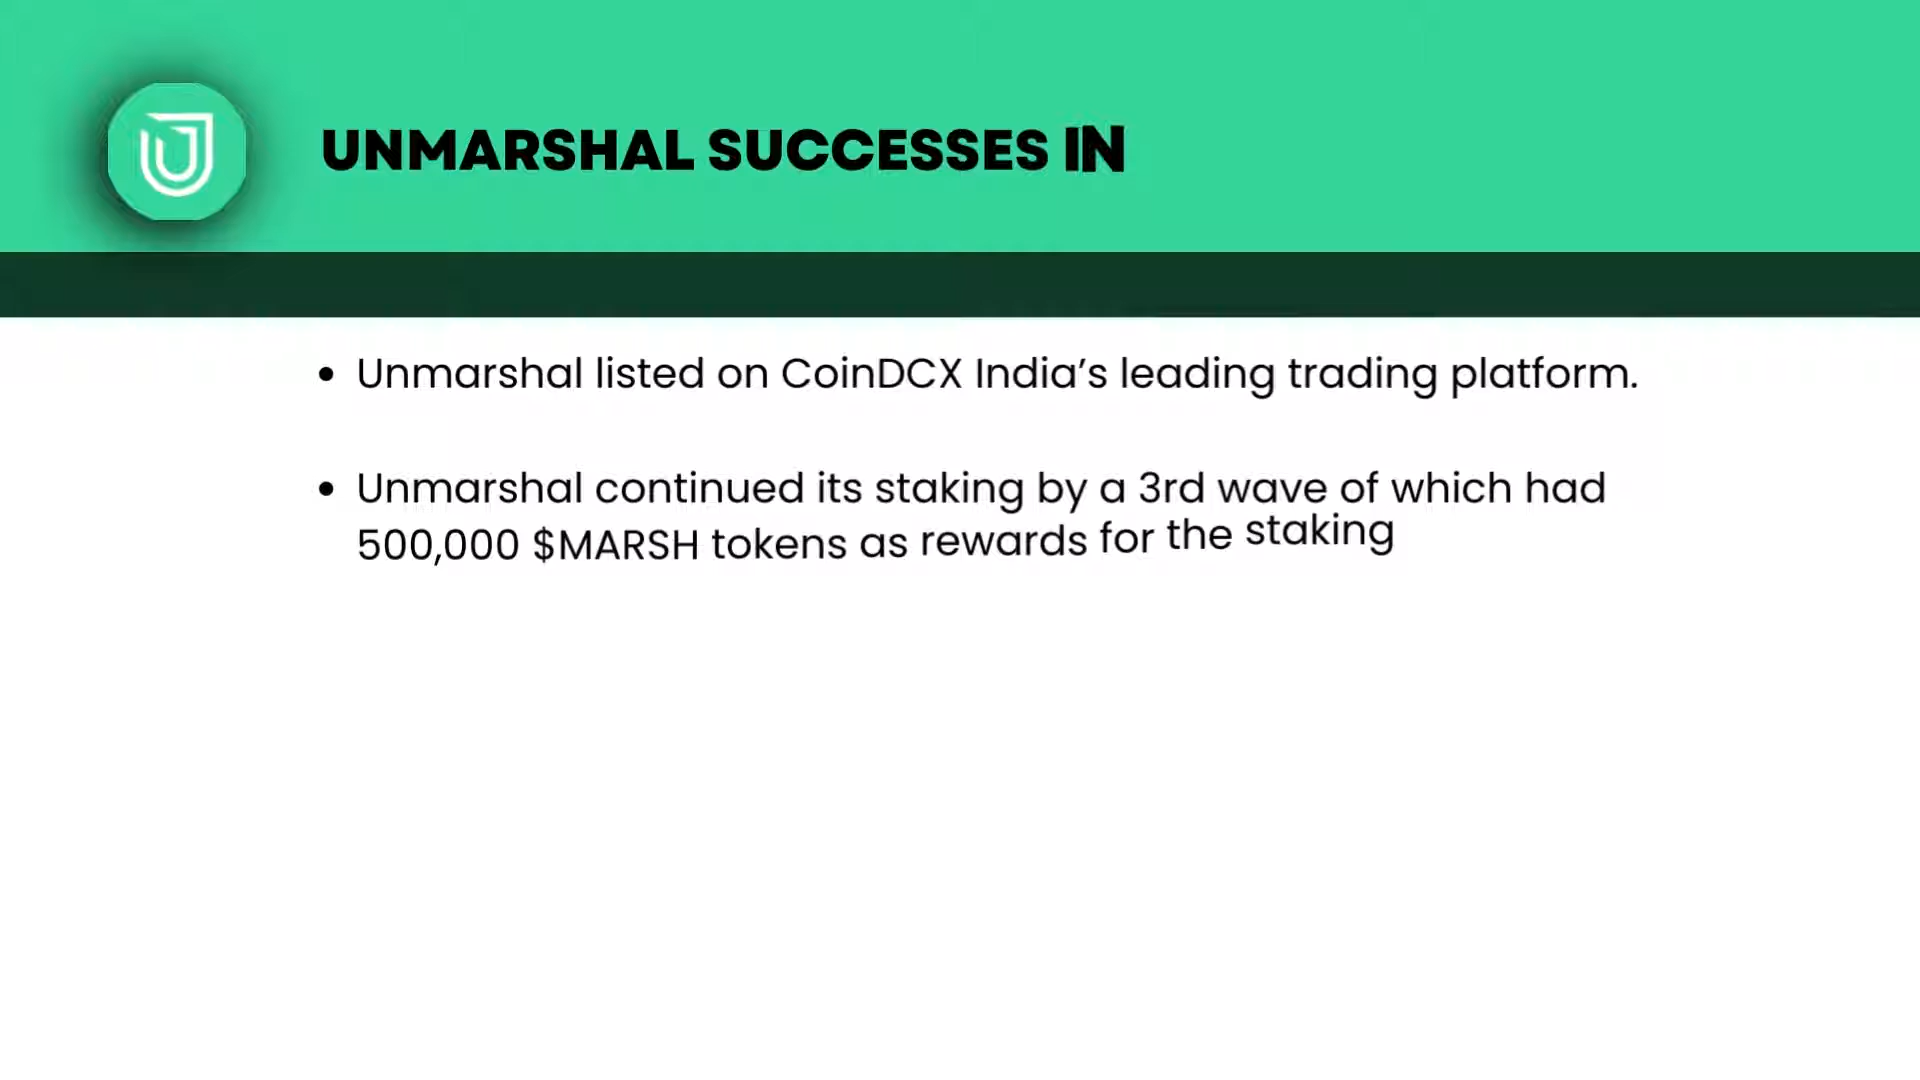 UNMARSHAL SUCCESSES IN
• Unmarshal listed on CoinDCX India’s leading trading platform.
• Unmarshal continued its staking by a 3rd wave of which had
500,000 $MARSH tokens as rewards for the staking